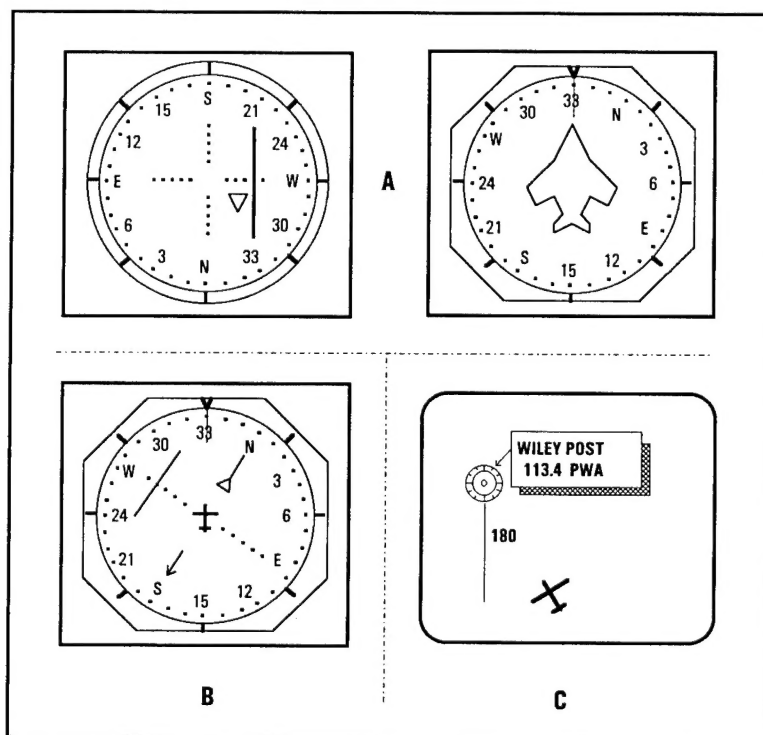 S
15 21
12 24
E W
6 30
3 33
N
A
33
30 N
W 3
24 6
21 E
S 12
15
33
30 N
W 3
24 6
21 E
S 12
15
B
WILEY POST
113.4 PWA
180
C